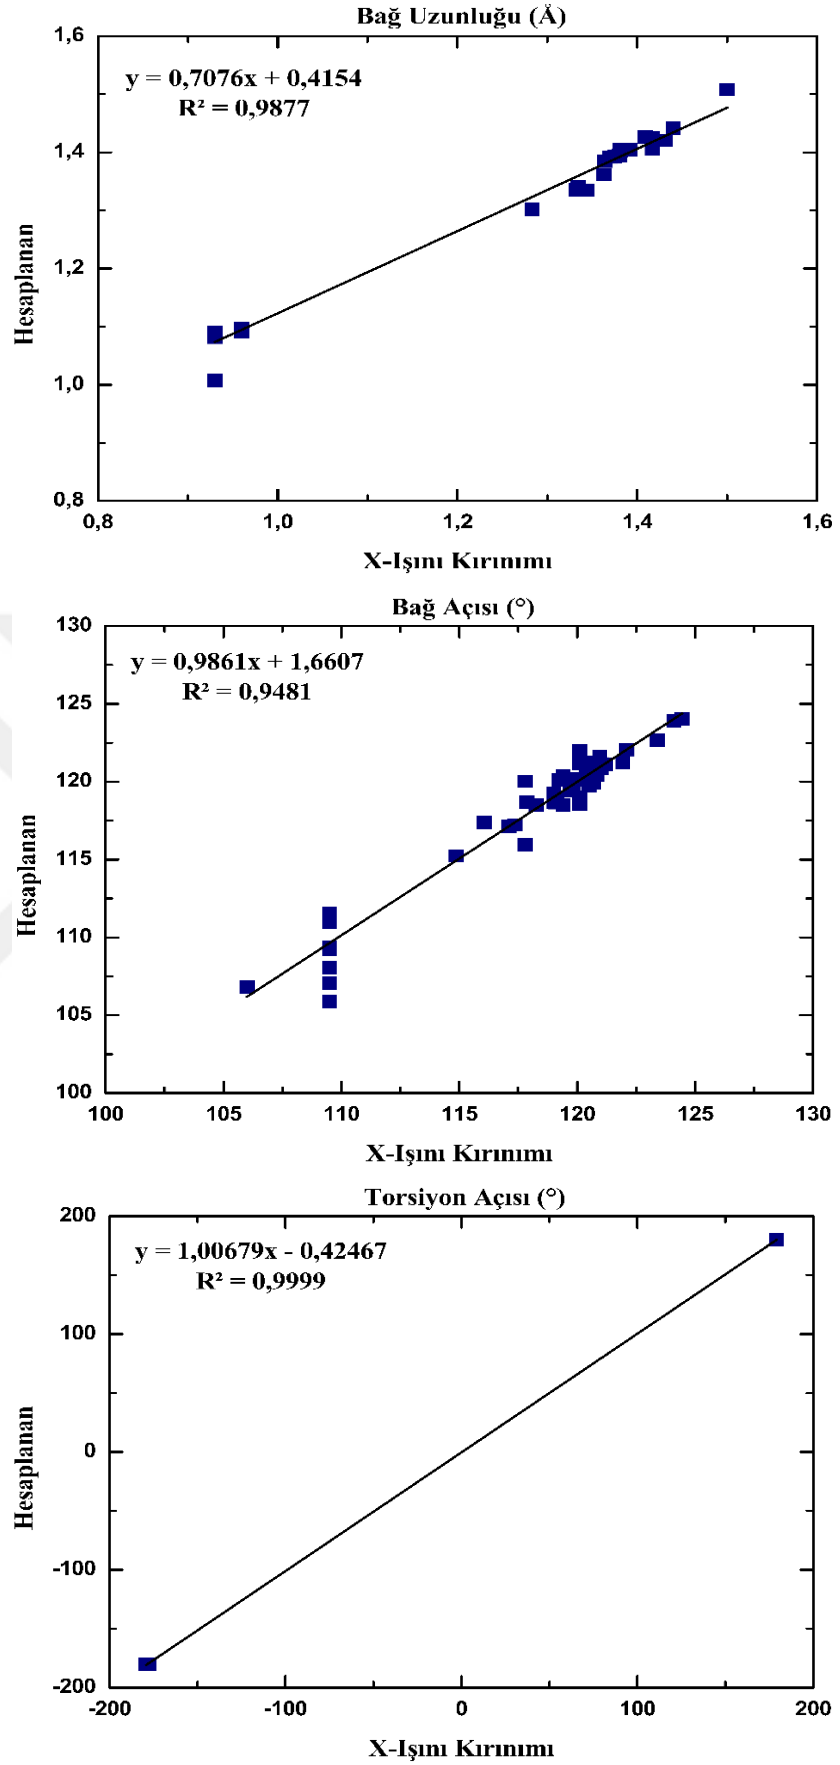 Bağ Uzunluğu (Å)
y = 0,7076x + 0,4154
R² = 0,9877
1,6
1,4
1,2
1,0
0,8
Hesaplanan
0,8 1,0 1,2 1,4 1,6
X-Işını Kırınımı
Bağ Açısı (°)
y = 0,9861x + 1,6607
R² = 0,9481
130
125
120
115
110
105
100
Hesaplanan
100 105 110 115 120 125 130
X-Işını Kırınımı
Torsiyon Açısı (°)
y = 1,00679x - 0,42467
R² = 0,9999
200
100
0
-100
-200
Hesaplanan
-200 -100 0 100 200
X-Işını Kırınımı